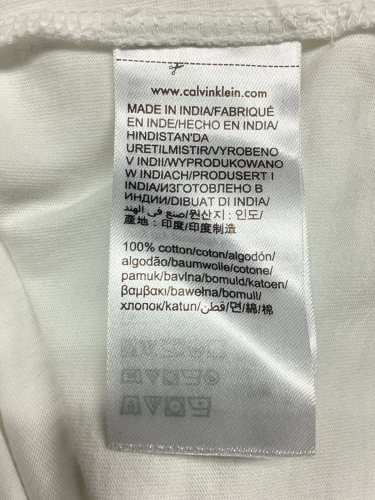 www.calvinklein.com
MADE IN INDIA/FABRIQUÉ
EN INDE/HECHO EN INDIA/
HINDISTAN'DA
URETILMISTIR/VYROBENO
V INDII/WYPRODUKOWANO
W INDIACH/PRODUSERT I
INDIA/ИЗГОТОВЛЕНО В
ИНДИИ/DIBUAT DI INDIA/
صنع في الهند/원산지 : 인도/
產地 : 印度/印度制造
100% cotton/coton/algodón/
algodão/baumwolle/cotone/
pamuk/bavlna/bomuld/katoen/
βαμβακι/bawełna/bomull/
хлопок/katun/قطن/면/綿/棉